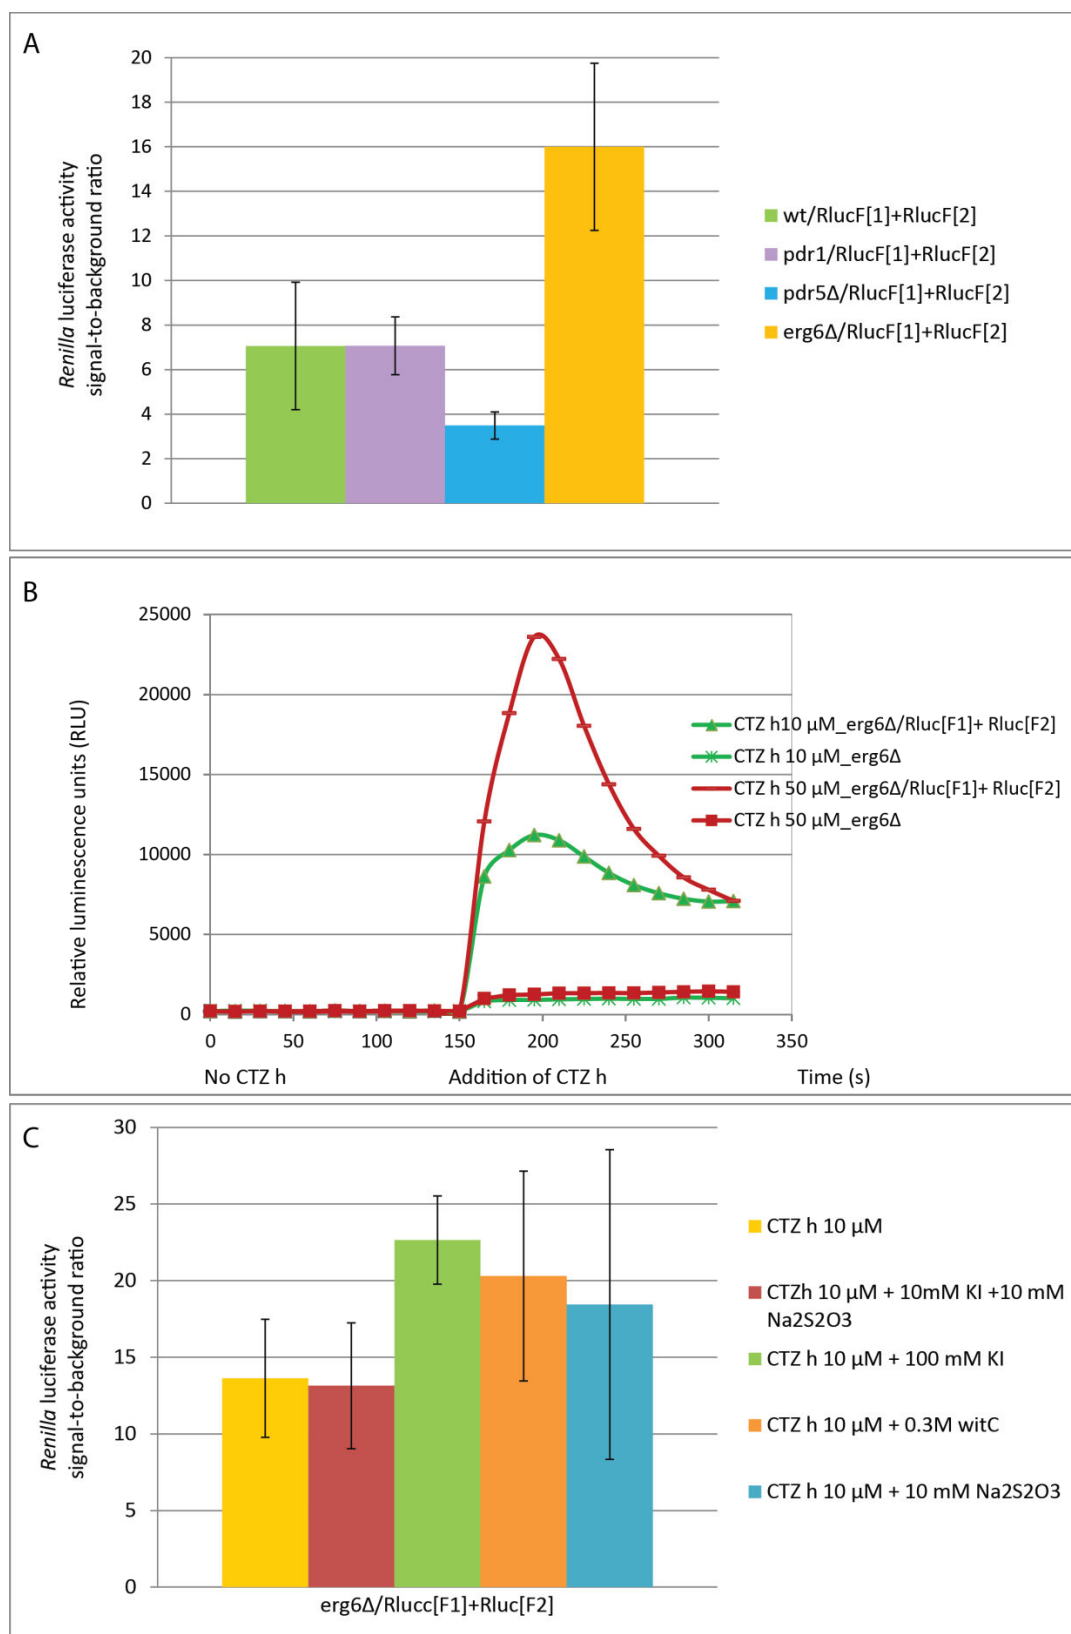 A
20
18
16
14
12
10
8
6
4
2
0
Renilla luciferase activity
signal-to-background ratio
wt/RlucF[1]+RlucF[2]
pdr1/RlucF[1]+RlucF[2]
pdr5Δ/RlucF[1]+RlucF[2]
erg6Δ/RlucF[1]+RlucF[2]
B
25000
20000
15000
10000
5000
0
Relative luminescence units (RLU)
CTZ h10 µM_erg6Δ/Rluc[F1]+ Rluc[F2]
CTZ h 10 µM_erg6Δ
CTZ h 50 µM_erg6Δ/Rluc[F1]+ Rluc[F2]
CTZ h 50 µM_erg6Δ
0 50 100 150 200 250 300 350
No CTZ h Addition of CTZ h Time (s)
C
30
25
20
15
10
5
0
Renilla luciferase activity
signal-to-background ratio
CTZ h 10 µM
CTZh 10 µM + 10mM KI +10 mM
Na2S2O3
CTZ h 10 µM + 100 mM KI
CTZ h 10 µM + 0.3M witC
CTZ h 10 µM + 10 mM Na2S2O3
erg6Δ/Rlucc[F1]+Rluc[F2]